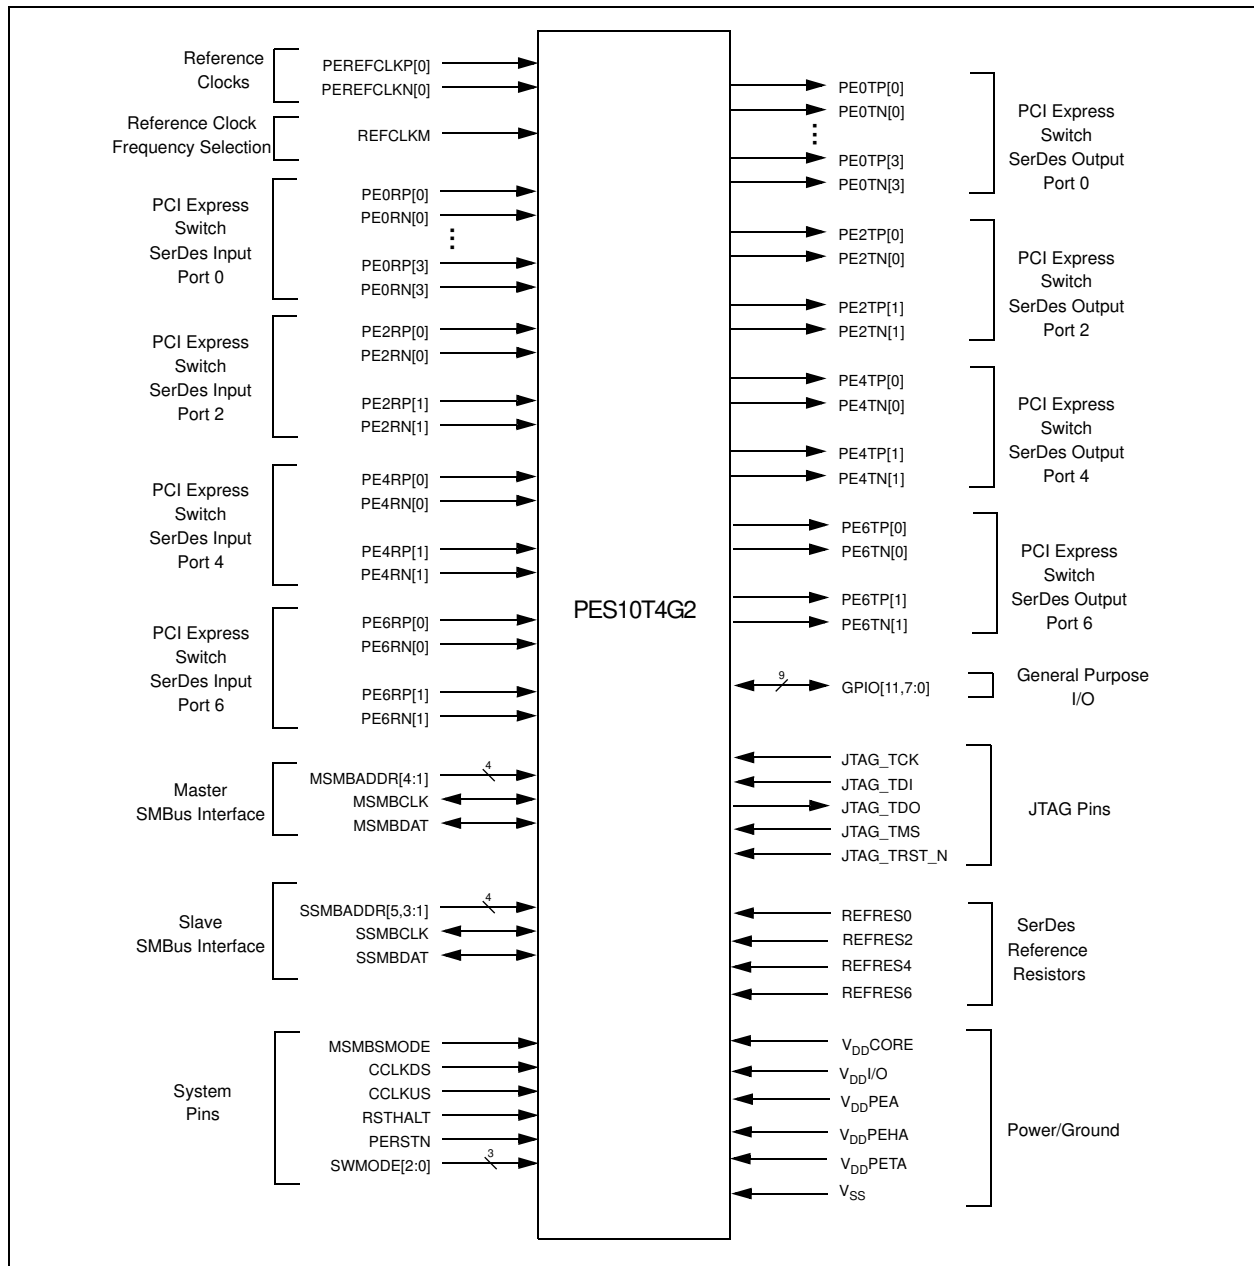 Reference
Clocks
PEREFCLKP[0]
PEREFCLKN[0]
Reference Clock
Frequency Selection
REFCLKM
PCI Express
Switch
SerDes Input
Port 0
PE0RP[0]
PE0RN[0]
...
PE0RP[3]
PE0RN[3]
PCI Express
Switch
SerDes Input
Port 2
PE2RP[0]
PE2RN[0]
PE2RP[1]
PE2RN[1]
PCI Express
Switch
SerDes Input
Port 4
PE4RP[0]
PE4RN[0]
PE4RP[1]
PE4RN[1]
PCI Express
Switch
SerDes Input
Port 6
PE6RP[0]
PE6RN[0]
PE6RP[1]
PE6RN[1]
Master
SMBus Interface
MSMBADDR[4:1]
4
MSMBCLK
MSMBDAT
Slave
SMBus Interface
SSMBADDR[5,3:1]
4
SSMBCLK
SSMBDAT
System
Pins
MSMBSMODE
CCLKDS
CCLKUS
RSTHALT
PERSTN
SWMODE[2:0]
3
PES10T4G2
PE0TP[0]
PE0TN[0]
...
PE0TP[3]
PE0TN[3]
PCI Express
Switch
SerDes Output
Port 0
PE2TP[0]
PE2TN[0]
PE2TP[1]
PE2TN[1]
PCI Express
Switch
SerDes Output
Port 2
PE4TP[0]
PE4TN[0]
PE4TP[1]
PE4TN[1]
PCI Express
Switch
SerDes Output
Port 4
PE6TP[0]
PE6TN[0]
PE6TP[1]
PE6TN[1]
PCI Express
Switch
SerDes Output
Port 6
9
GPIO[11,7:0]
General Purpose
I/O
JTAG_TCK
JTAG_TDI
JTAG_TDO
JTAG_TMS
JTAG_TRST_N
JTAG Pins
REFRES0
REFRES2
REFRES4
REFRES6
SerDes
Reference
Resistors
VDDCORE
VDDI/O
VDDPEA
VDDPEHA
VDDPETA
VSS
Power/Ground